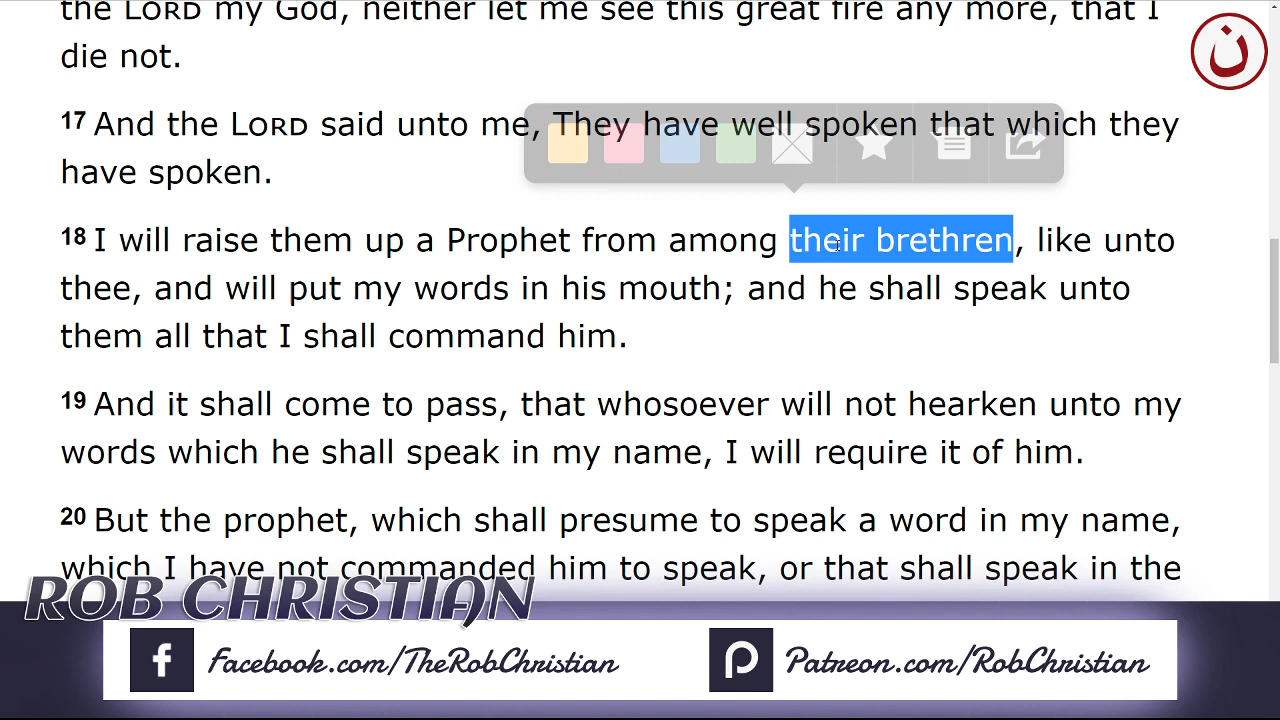 the LORD my God, neither let me see this great fire any more, that I
die not.
17 And the LORD said unto me, They have well spoken that which they
have spoken.
18 I will raise them up a Prophet from among their brethren, like unto
thee, and will put my words in his mouth; and he shall speak unto
them all that I shall command him.
19 And it shall come to pass, that whosoever will not hearken unto my
words which he shall speak in my name, I will require it of him.
20 But the prophet, which shall presume to speak a word in my name,
which I have not commanded him to speak, or that shall speak in the
ROB CHRISTIAN
Facebook.com/TheRobChristian
Patreon.com/RobChristian
ن